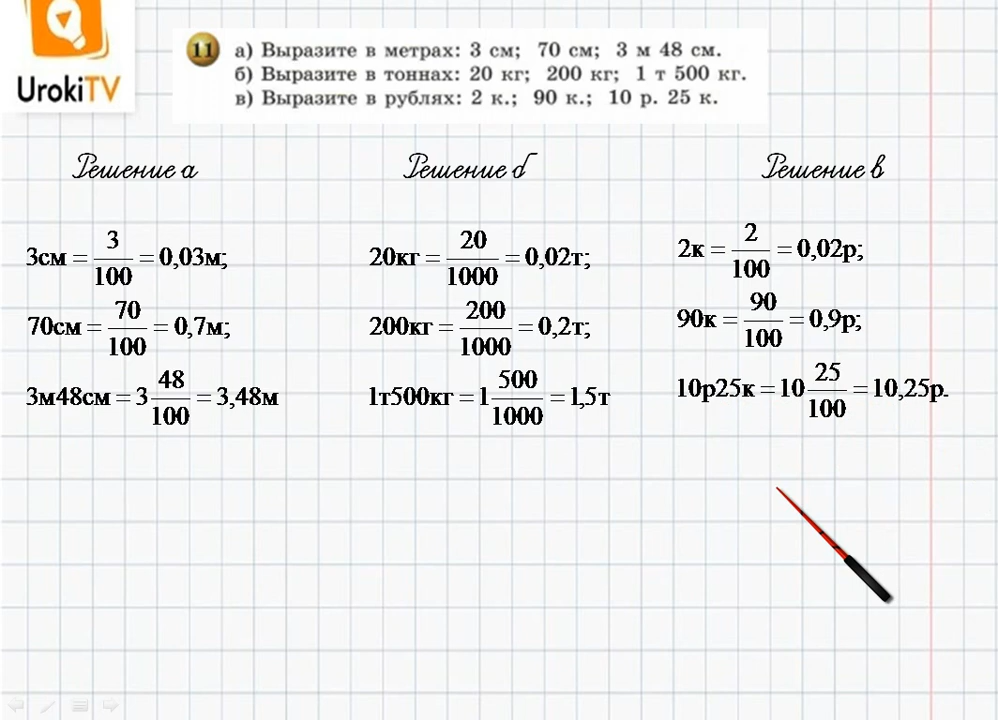 UrokiTV
11 а) Выразите в метрах: 3 см; 70 см; 3 м 48 см.
б) Выразите в тоннах: 20 кг; 200 кг; 1 т 500 кг.
в) Выразите в рублях: 2 к.; 90 к.; 10 р. 25 к.
Решение а
3см = 3/100 = 0,03м;
70см = 70/100 = 0,7м;
3м48см = 3 48/100 = 3,48м
Решение б
20кг = 20/1000 = 0,02т;
200кг = 200/1000 = 0,2т;
1т500кг = 1 500/1000 = 1,5т
Решение в
2к = 2/100 = 0,02р;
90к = 90/100 = 0,9р;
10р25к = 10 25/100 = 10,25р.